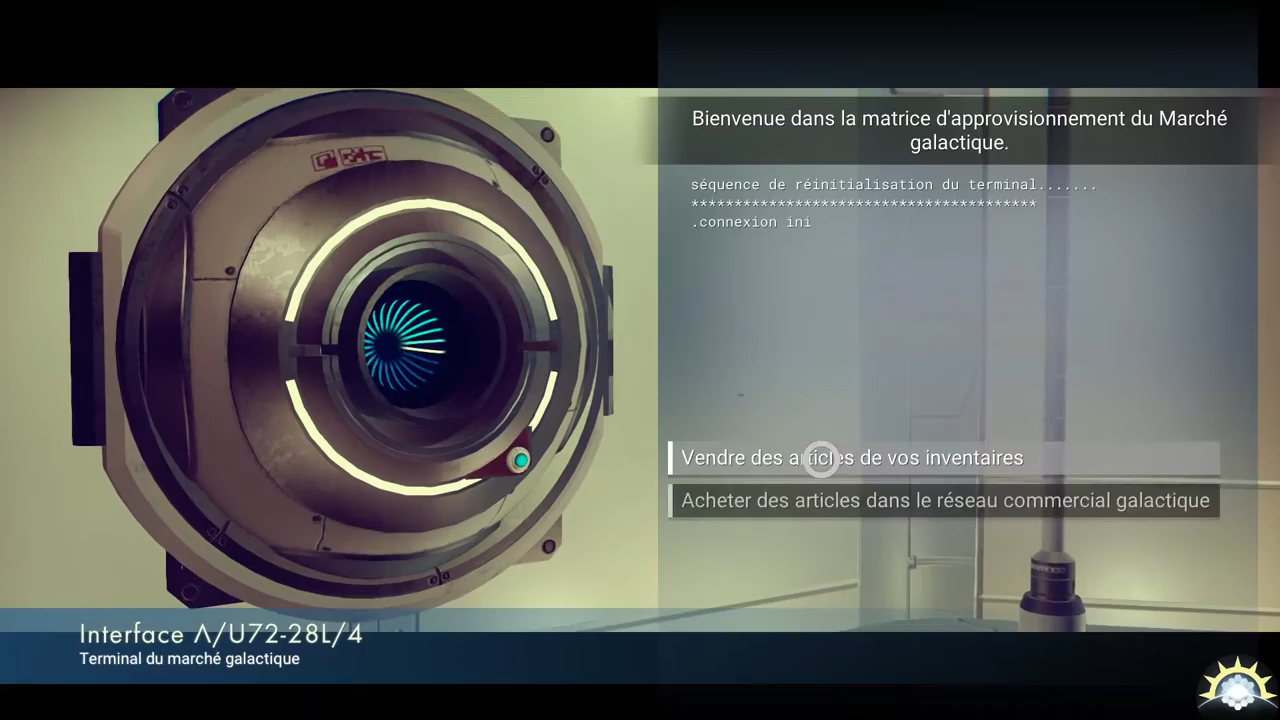 Bienvenue dans la matrice d'approvisionnement du Marché
galactique.
séquence de réinitialisation du terminal.......
****************************************
.connexion ini
Vendre des articles de vos inventaires
Acheter des articles dans le réseau commercial galactique
Interface Λ/U72-28L/4
Terminal du marché galactique